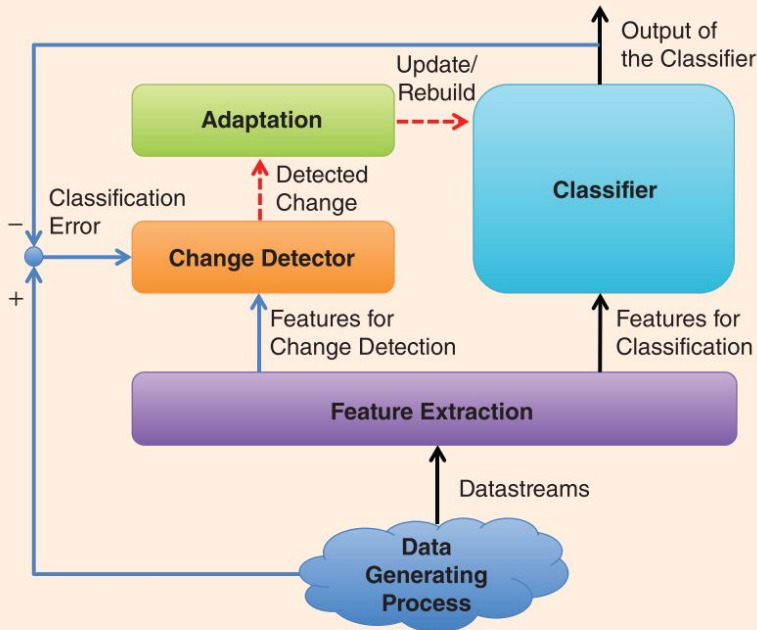 Output of
the Classifier
Update/
Rebuild
Adaptation
Classifier
Detected
Change
Classification
Error
−
+
Change Detector
Features for
Change Detection
Features for
Classification
Feature Extraction
Datastreams
Data
Generating
Process